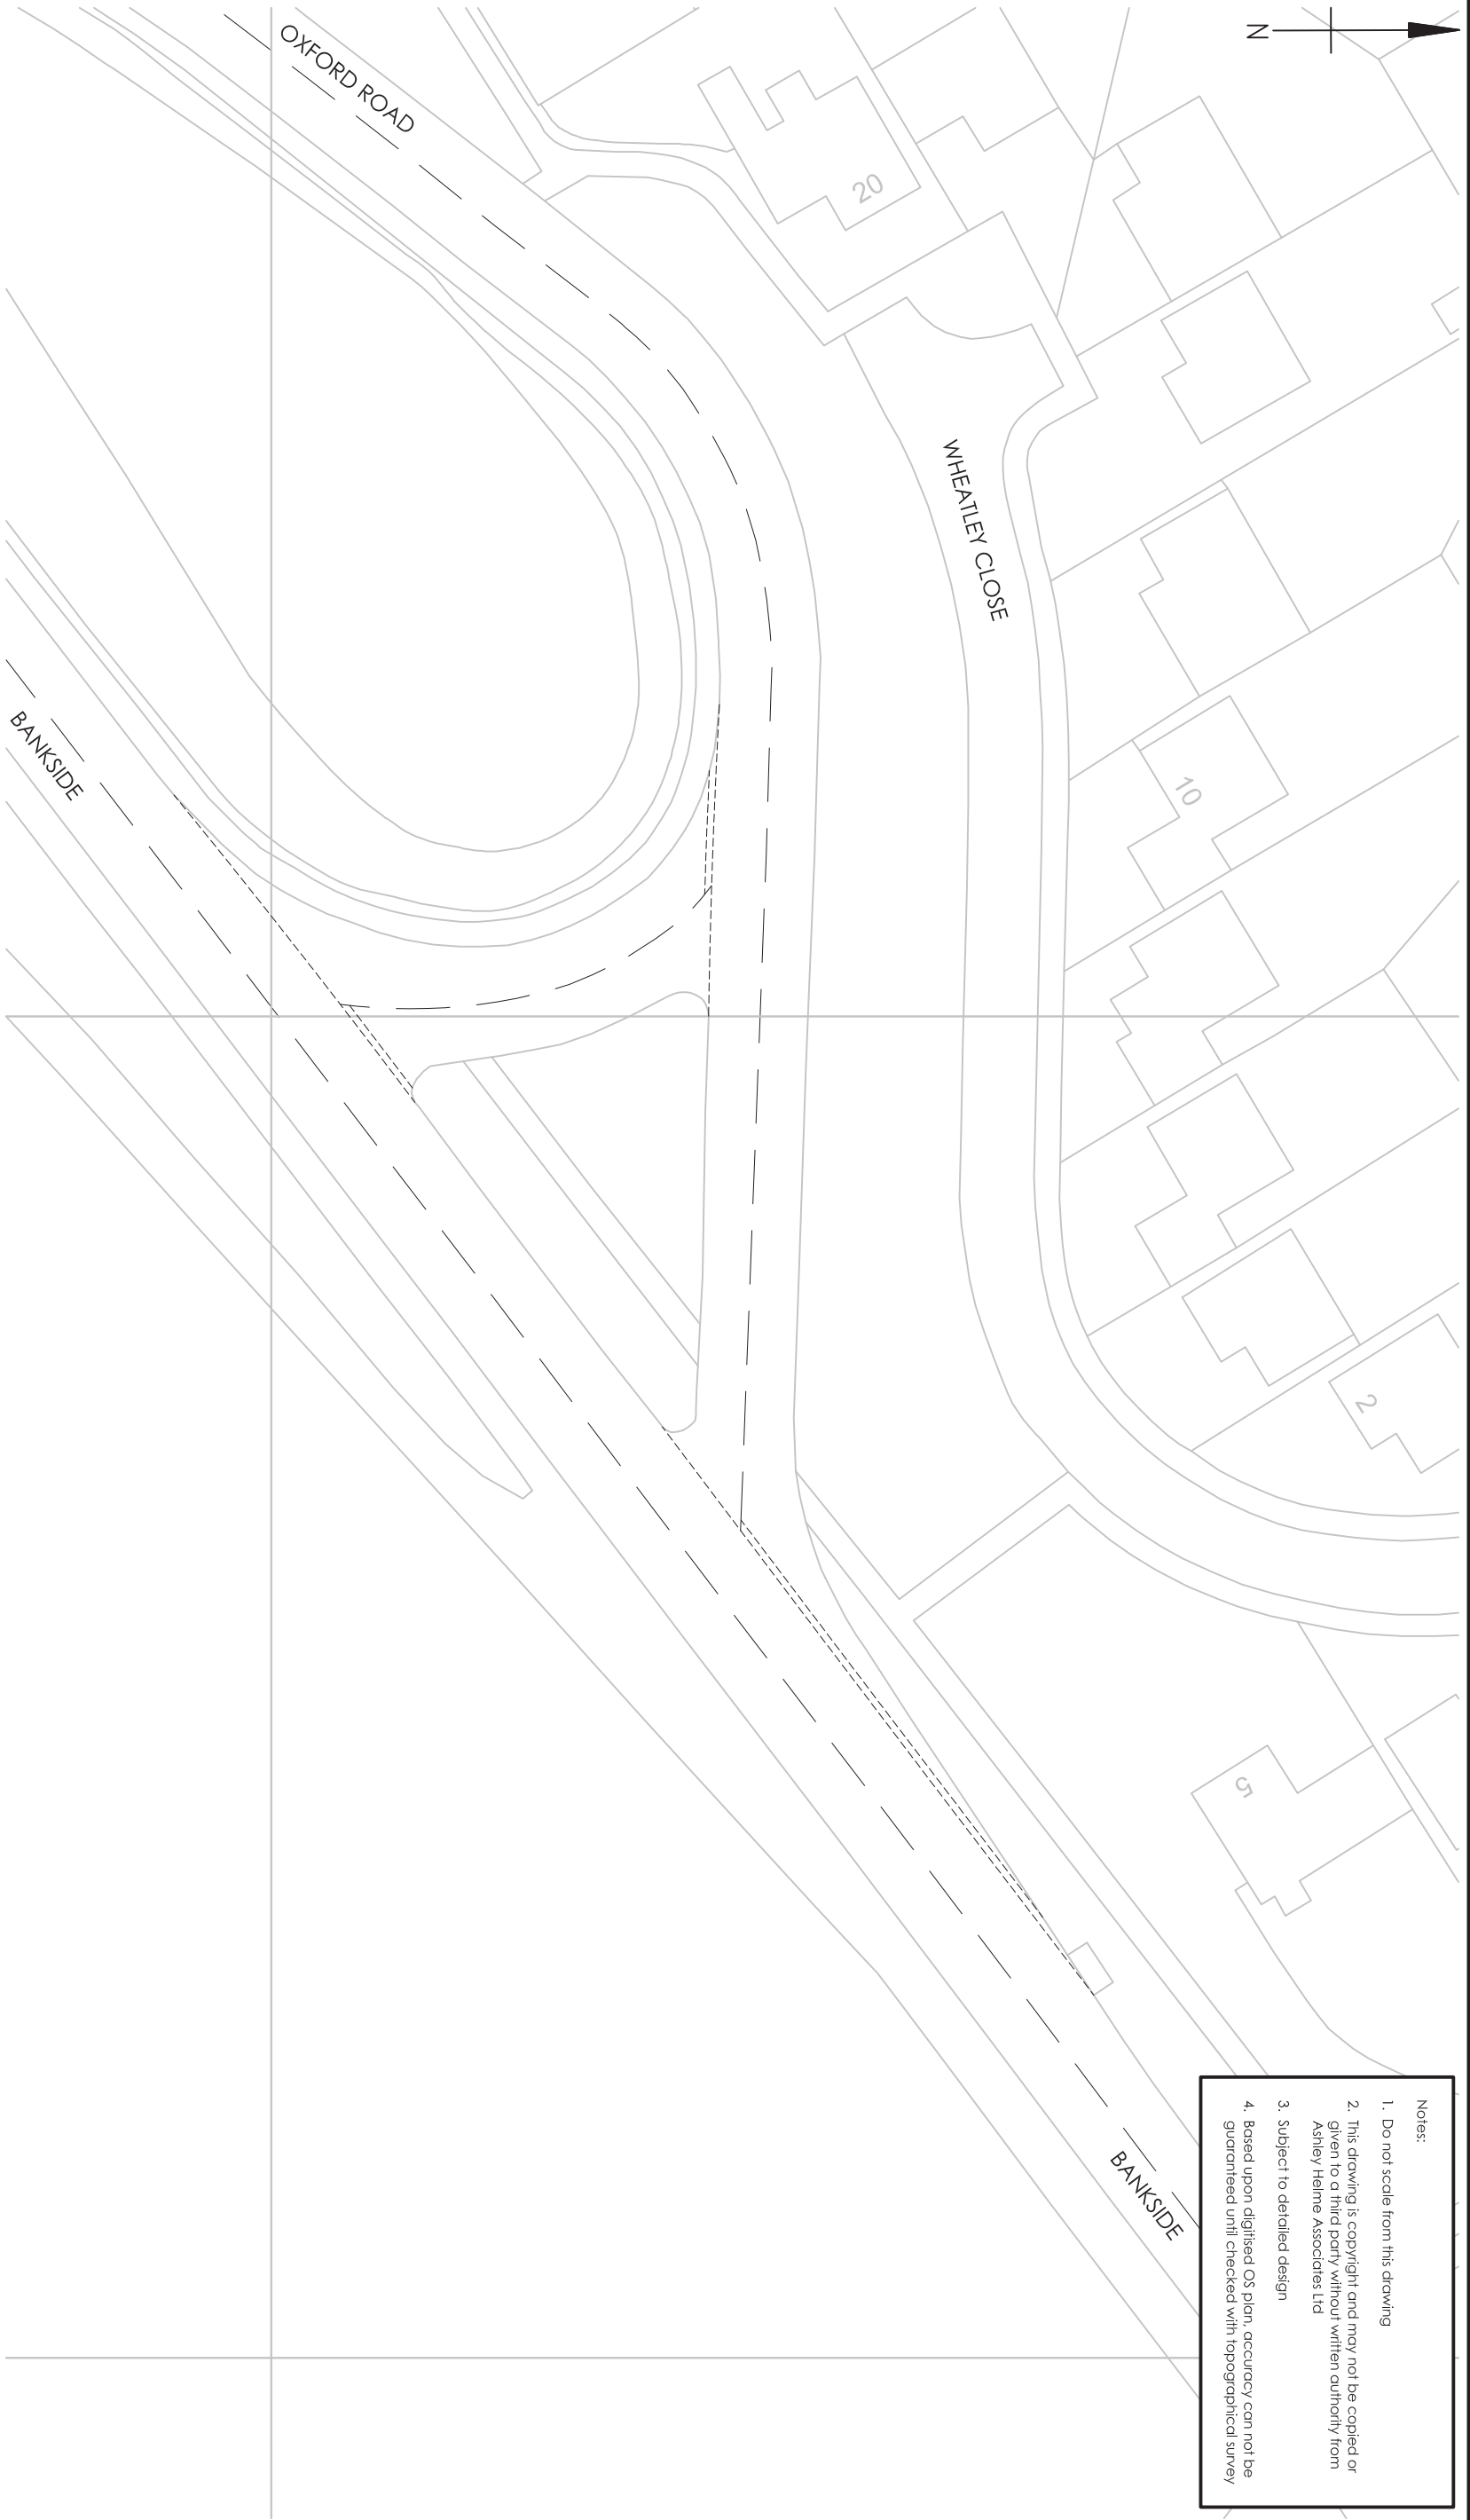 N
OXFORD ROAD
20
WHEATLEY CLOSE
BANKSIDE
10
2
5
BANKSIDE
Notes:
1. Do not scale from this drawing
2. This drawing is copyright and may not be copied or
given to a third party without written authority from
Ashley Helme Associates Ltd
3. Subject to detailed design
4. Based upon digitised OS plan, accuracy can not be
guaranteed until checked with topographical survey